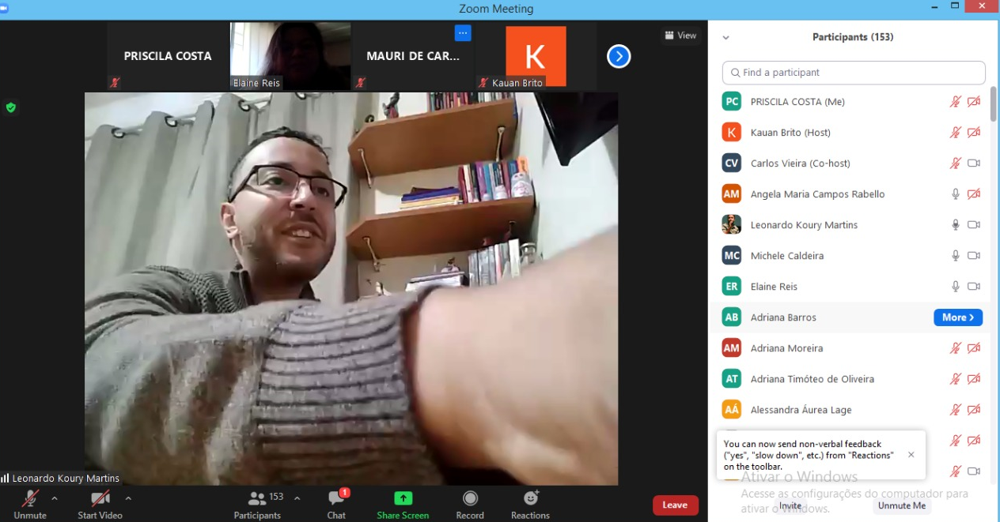 Zoom Meeting
PRISCILA COSTA
Elaine Reis
MAURI DE CAR...
K
Kauan Brito
View
Leonardo Koury Martins
Unmute
Start Video
153
Participants
1
Chat
Share Screen
Record
Reactions
Leave
Participants (153)
Find a participant
PC PRISCILA COSTA (Me)
K Kauan Brito (Host)
CV Carlos Vieira (Co-host)
AM Angela Maria Campos Rabello
Leonardo Koury Martins
MC Michele Caldeira
ER Elaine Reis
AB Adriana Barros More
AM Adriana Moreira
AT Adriana Timóteo de Oliveira
AÁ Alessandra Áurea Lage
You can now send non-verbal feedback
("yes", "slow down", etc.) from "Reactions"
on the toolbar.
Ativar o Windows
Acesse as configurações do computador para
ativar o Windows.
Invite
Unmute Me